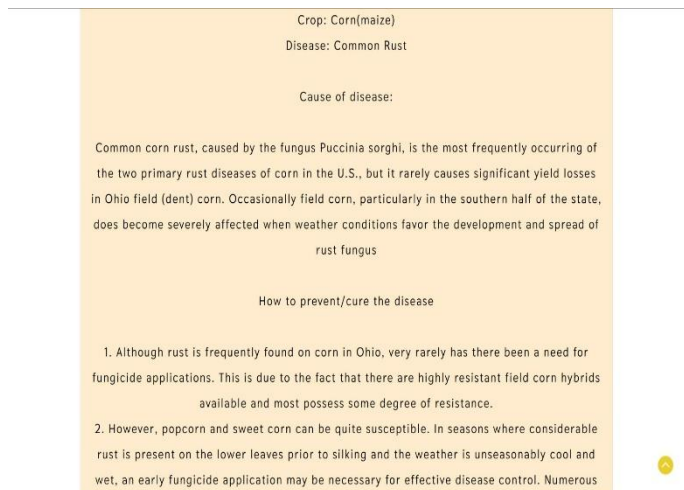 Crop: Corn(maize)
Disease: Common Rust
Cause of disease:
Common corn rust, caused by the fungus Puccinia sorghi, is the most frequently occurring of
the two primary rust diseases of corn in the U.S., but it rarely causes significant yield losses
in Ohio field (dent) corn. Occasionally field corn, particularly in the southern half of the state,
does become severely affected when weather conditions favor the development and spread of
rust fungus
How to prevent/cure the disease
1. Although rust is frequently found on corn in Ohio, very rarely has there been a need for
fungicide applications. This is due to the fact that there are highly resistant field corn hybrids
available and most possess some degree of resistance.
2. However, popcorn and sweet corn can be quite susceptible. In seasons where considerable
rust is present on the lower leaves prior to silking and the weather is unseasonably cool and
wet, an early fungicide application may be necessary for effective disease control. Numerous